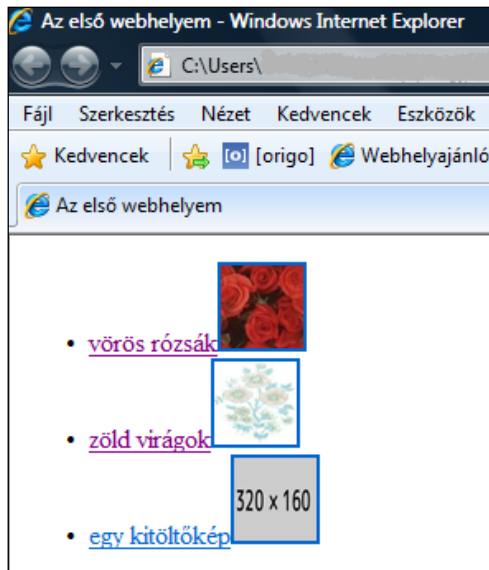 Az első webhelyem - Windows Internet Explorer
C:\Users\
Fájl Szerkesztés Nézet Kedvencek Eszközök
Kedvencek [o] [origo] Webhelyajánló
Az első webhelyem
• vörös rózsák
• zöld virágok
320 x 160
• egy kitöltőkép